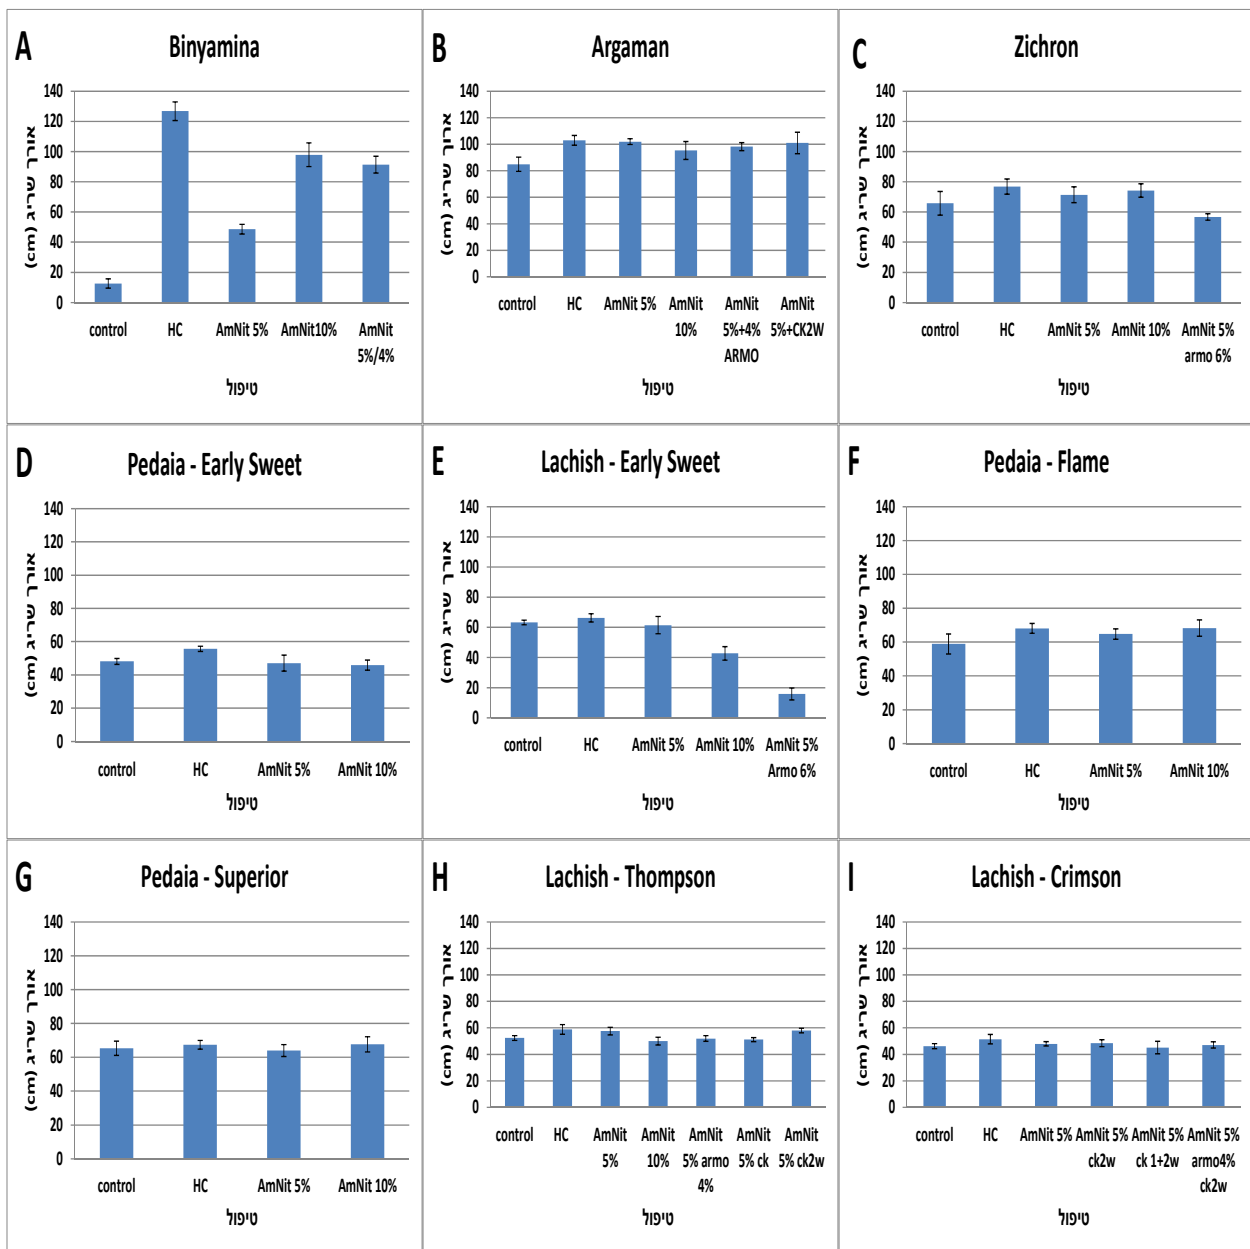 A
Binyamina
אורך שריג (cm)
140
120
100
80
60
40
20
0
control HC AmNit 5% AmNit10% AmNit
5%/4%
טיפול
B
Argaman
ארוך שריג (cm)
140
120
100
80
60
40
20
0
control HC AmNit 5% AmNit AmNit AmNit
10% 5%+4% 5%+CK2W
ARMO
טיפול
C
Zichron
אורך שריג (cm)
140
120
100
80
60
40
20
0
control HC AmNit 5% AmNit 10% AmNit 5%
armo 6%
טיפול
D
Pedaia - Early Sweet
אורך שריג (cm)
140
120
100
80
60
40
20
0
control HC AmNit 5% AmNit 10%
טיפול
E
Lachish - Early Sweet
אורך שריג (cm)
140
120
100
80
60
40
20
0
control HC AmNit 5% AmNit 10% AmNit 5%
Armo 6%
טיפול
F
Pedaia - Flame
אורך שריג (cm)
140
120
100
80
60
40
20
0
control HC AmNit 5% AmNit 10%
טיפול
G
Pedaia - Superior
אורך שריג (cm)
140
120
100
80
60
40
20
0
control HC AmNit 5% AmNit 10%
טיפול
H
Lachish - Thompson
אורך שריג (cm)
140
120
100
80
60
40
20
0
control HC AmNit AmNit AmNit AmNit AmNit
5% 10% 5% armo 5% ck 5% ck2w
4%
טיפול
I
Lachish - Crimson
אורך שריג (cm)
140
120
100
80
60
40
20
0
control HC AmNit 5% AmNit 5% AmNit 5% AmNit 5%
ck2w ck 1+2w armo4%
ck2w
טיפול